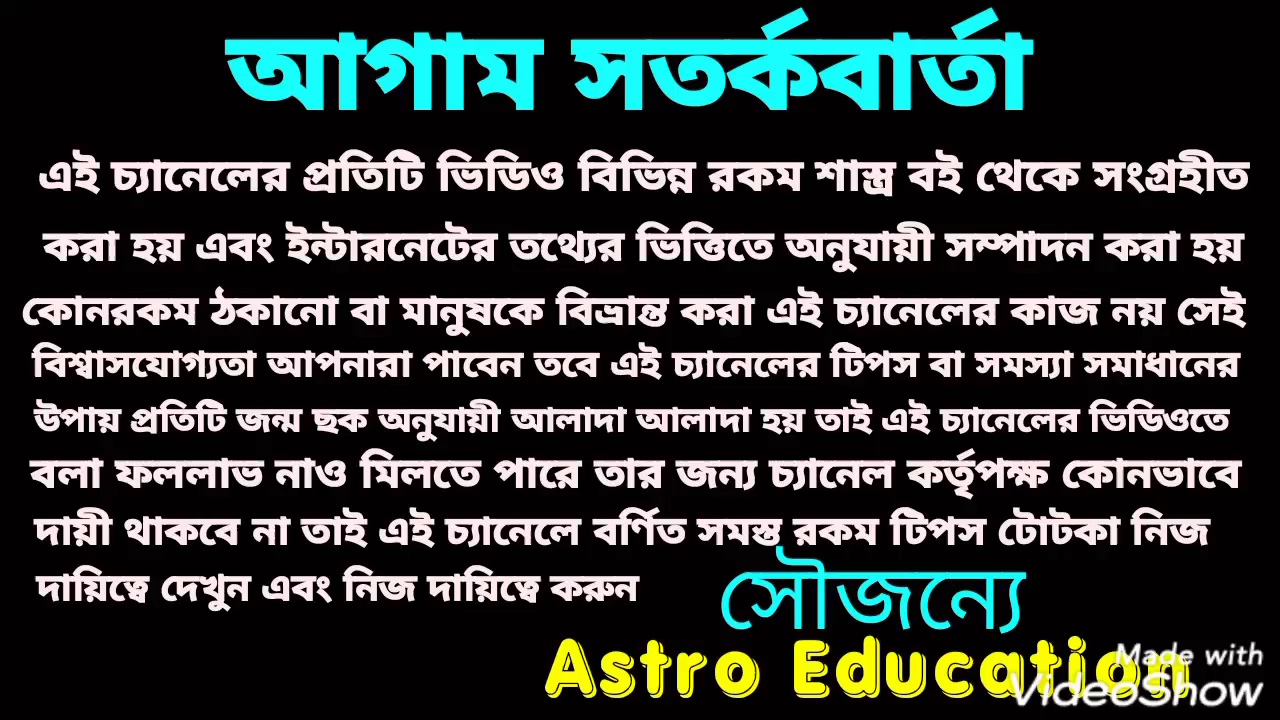 আগাম সতর্কবার্তা
এই চ্যানেলের প্রতিটি ভিডিও বিভিন্ন রকম শাস্ত্র বই থেকে সংগ্রহীত
করা হয় এবং ইন্টারনেটের তথ্যের ভিত্তিতে অনুযায়ী সম্পাদন করা হয়
কোনরকম ঠকানো বা মানুষকে বিভ্রান্ত করা এই চ্যানেলের কাজ নয় সেই
বিশ্বাসযোগ্যতা আপনারা পাবেন তবে এই চ্যানেলের টিপস বা সমস্যা সমাধানের
উপায় প্রতিটি জন্ম ছক অনুযায়ী আলাদা আলাদা হয় তাই এই চ্যানেলের ভিডিওতে
বলা ফললাভ নাও মিলতে পারে তার জন্য চ্যানেল কর্তৃপক্ষ কোনভাবে
দায়ী থাকবে না তাই এই চ্যানেলে বর্ণিত সমস্ত রকম টিপস টোটকা নিজ
দায়িত্বে দেখুন এবং নিজ দায়িত্বে করুন
সৌজন্যে
Astro Education
Made with
VideoShow